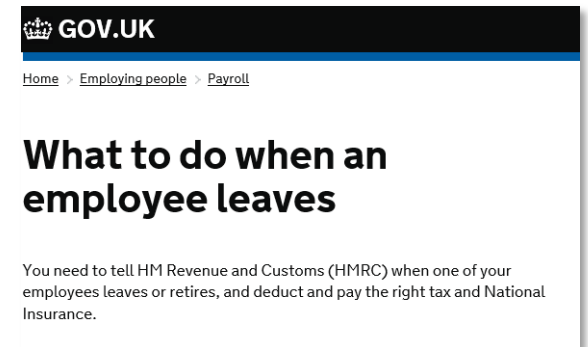 GOV.UK
Home > Employing people > Payroll
What to do when an
employee leaves
You need to tell HM Revenue and Customs (HMRC) when one of your
employees leaves or retires, and deduct and pay the right tax and National
Insurance.